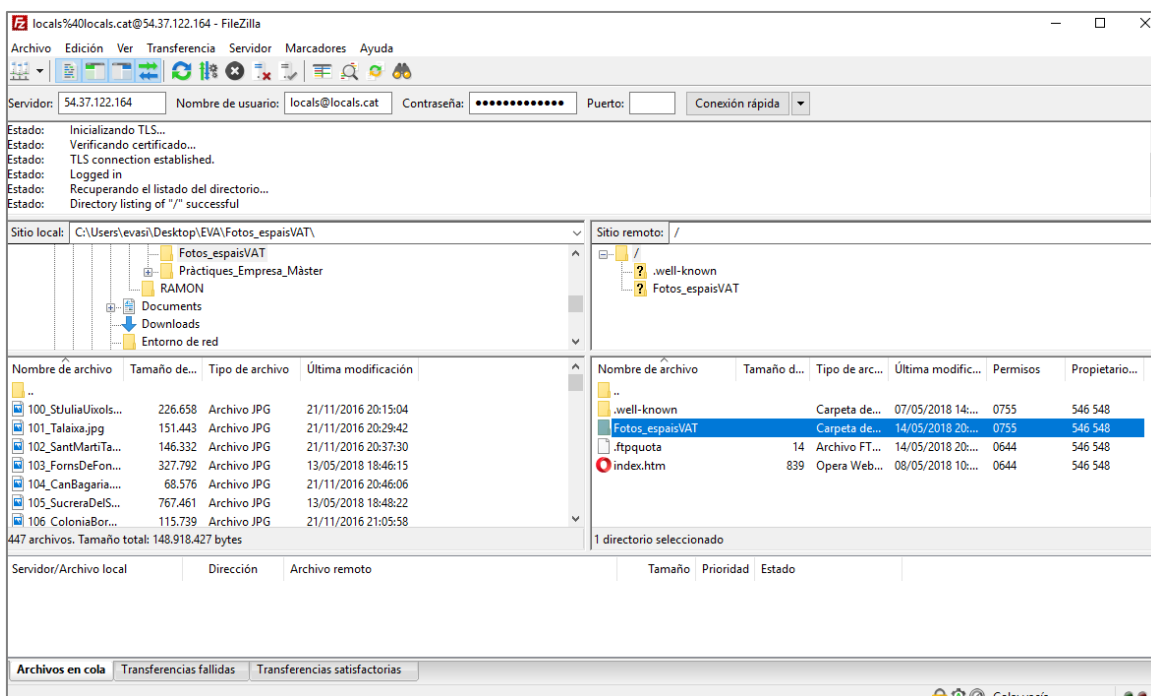 locals%40locals.cat@54.37.122.164 - FileZilla
Archivo Edición Ver Transferencia Servidor Marcadores Ayuda
Servidor: 54.37.122.164 Nombre de usuario: locals@locals.cat Contraseña: ●●●●●●●●●●●●● Puerto: Conexión rápida
Estado: Inicializando TLS...
Estado: Verificando certificado...
Estado: TLS connection established.
Estado: Logged in
Estado: Recuperando el listado del directorio...
Estado: Directory listing of "/" successful
Sitio local: C:\Users\evasi\Desktop\EVA\Fotos_espaisVAT\
Fotos_espaisVAT
Pràctiques_Empresa_Màster
RAMON
Documents
Downloads
Entorno de red
Sitio remoto: /
/
.well-known
Fotos_espaisVAT
Nombre de archivo Tamaño de... Tipo de archivo Última modificación
..
100_StJuliaUixols... 226.658 Archivo JPG 21/11/2016 20:15:04
101_Talaixa.jpg 151.443 Archivo JPG 21/11/2016 20:29:42
102_SantMartiTa... 146.332 Archivo JPG 21/11/2016 20:37:30
103_FornsDeFon... 327.792 Archivo JPG 13/05/2018 18:46:15
104_CanBagaria.... 68.576 Archivo JPG 21/11/2016 20:46:06
105_SucreraDelS... 767.461 Archivo JPG 13/05/2018 18:48:22
106_ColoniaBor... 115.739 Archivo JPG 21/11/2016 21:05:58
447 archivos. Tamaño total: 148.918.427 bytes
Nombre de archivo Tamaño d... Tipo de arc... Última modific... Permisos Propietario...
..
.well-known Carpeta de... 07/05/2018 14:... 0755 546 548
Fotos_espaisVAT Carpeta de... 14/05/2018 20:... 0755 546 548
.ftpquota 14 Archivo FT... 14/05/2018 20:... 0644 546 548
index.htm 839 Opera Web... 08/05/2018 10:... 0644 546 548
1 directorio seleccionado
Servidor/Archivo local Dirección Archivo remoto Tamaño Prioridad Estado
Archivos en cola Transferencias fallidas Transferencias satisfactorias